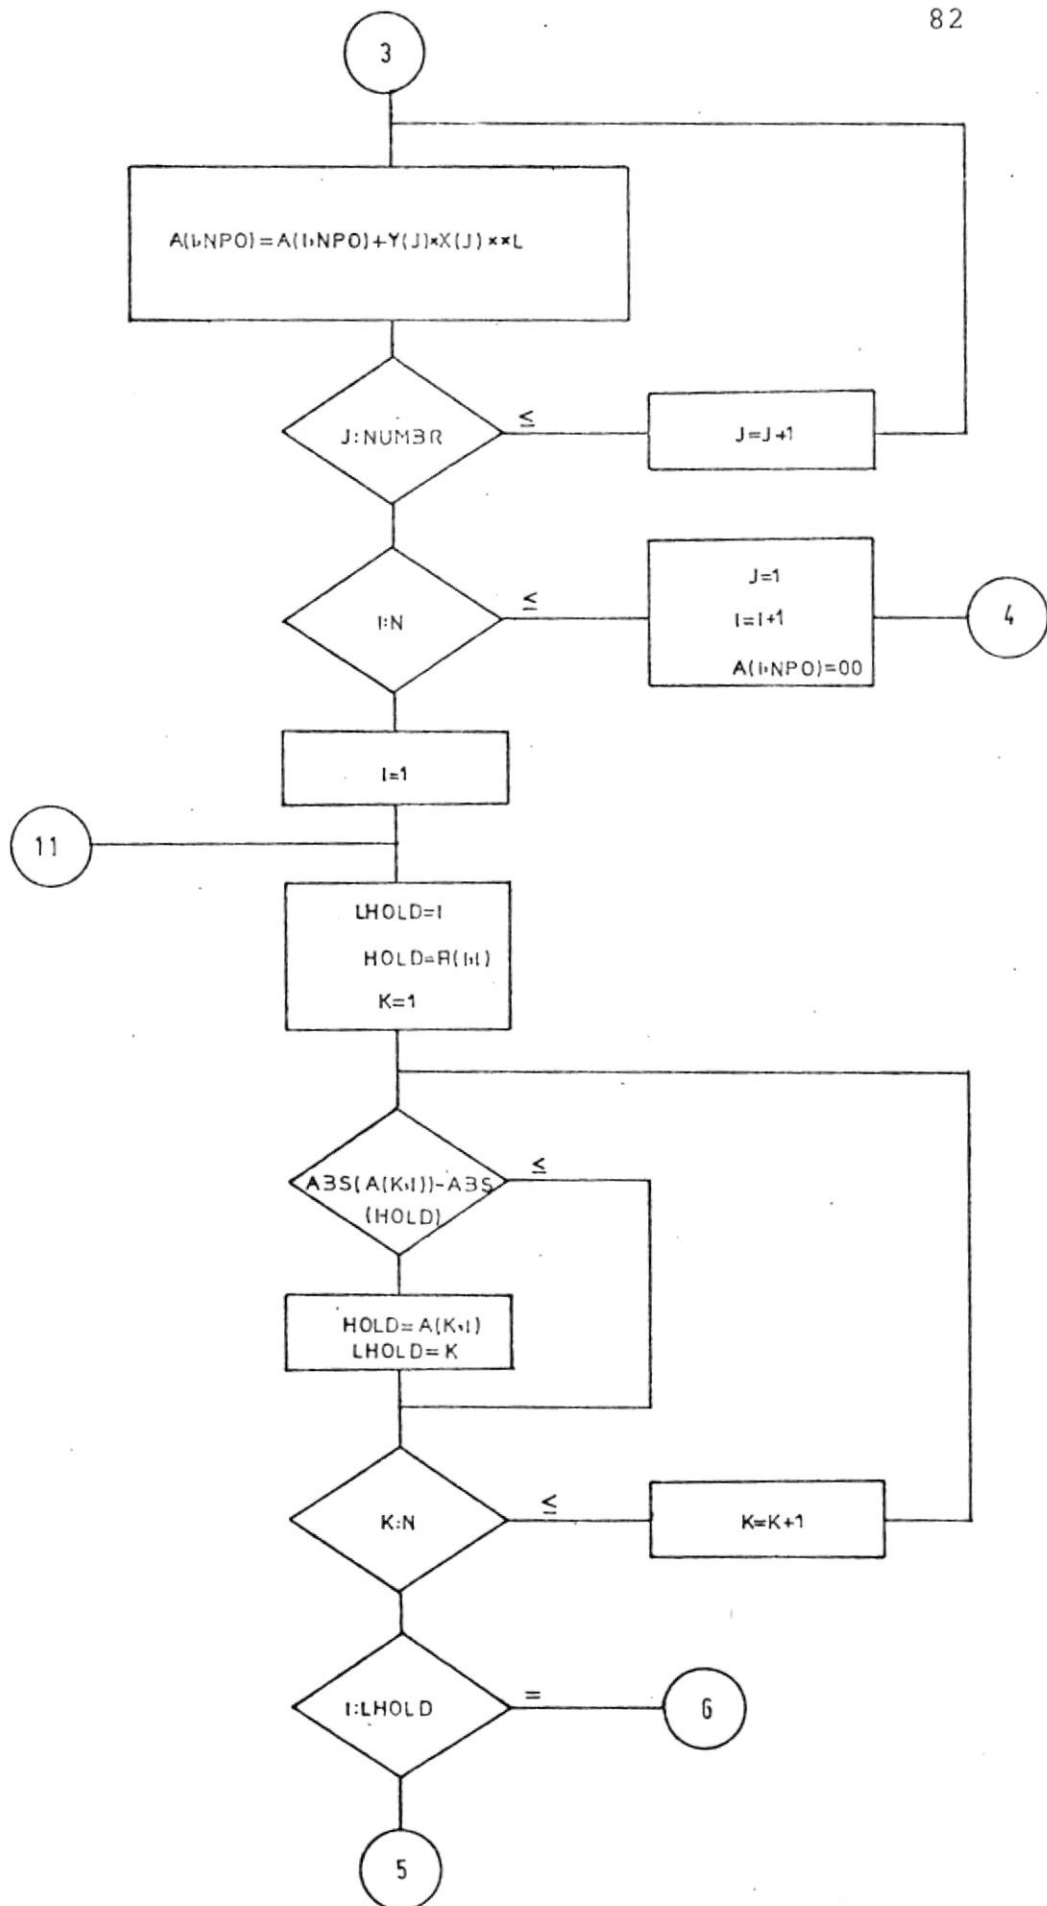 82
3
A(I,NPO)=A(I,NPO)+Y(J)*X(J)**L
J:NUMBR
≤
J=J+1
I:N
≤
J=1
I=I+1
A(I,NPO)=00
4
I=1
11
LHOLD=I
HOLD=A(I,I)
K=1
ABS(A(K,I))-ABS
(HOLD)
≤
HOLD=A(K,I)
LHOLD=K
K:N
≤
K=K+1
I:LHOLD
=
6
5